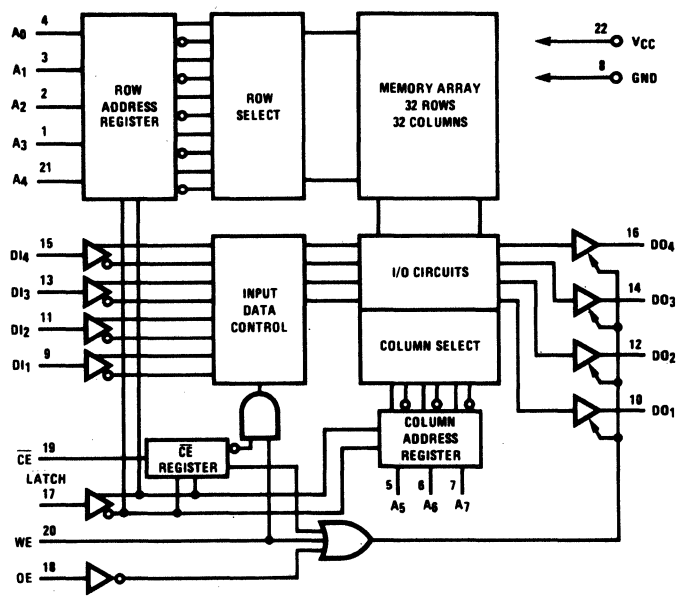 A0 4
A1 3
A2 2
A3 1
A4 21
ROW
ADDRESS
REGISTER
ROW
SELECT
MEMORY ARRAY
32 ROWS
32 COLUMNS
22 VCC
8 GND
DI4 15
DI3 13
DI2 11
DI1 9
INPUT
DATA
CONTROL
I/O CIRCUITS
COLUMN SELECT
16 DO4
14 DO3
12 DO2
10 DO1
CE 19
CE
REGISTER
COLUMN
ADDRESS
REGISTER
5 6 7
A5 A6 A7
LATCH
17
WE 20
OE 18